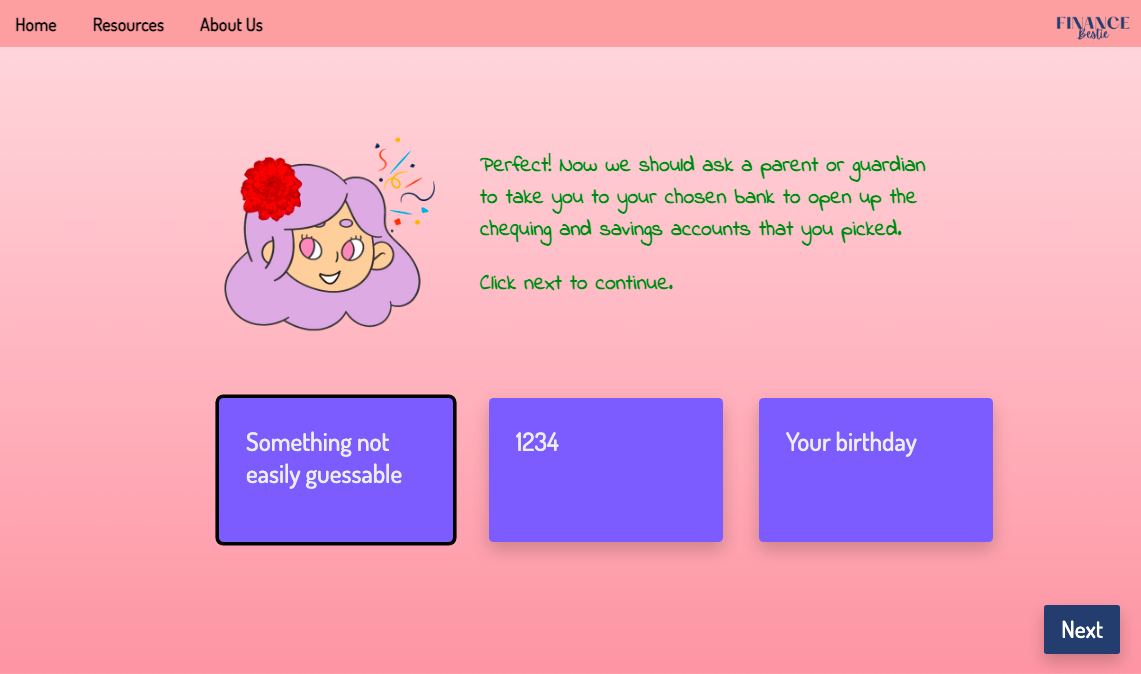 Home Resources About Us
FINANCE
Bestie
Perfect! Now we should ask a parent or guardian
to take you to your chosen bank to open up the
chequing and savings accounts that you picked.
Click next to continue.
Something not
easily guessable
1234
Your birthday
Next